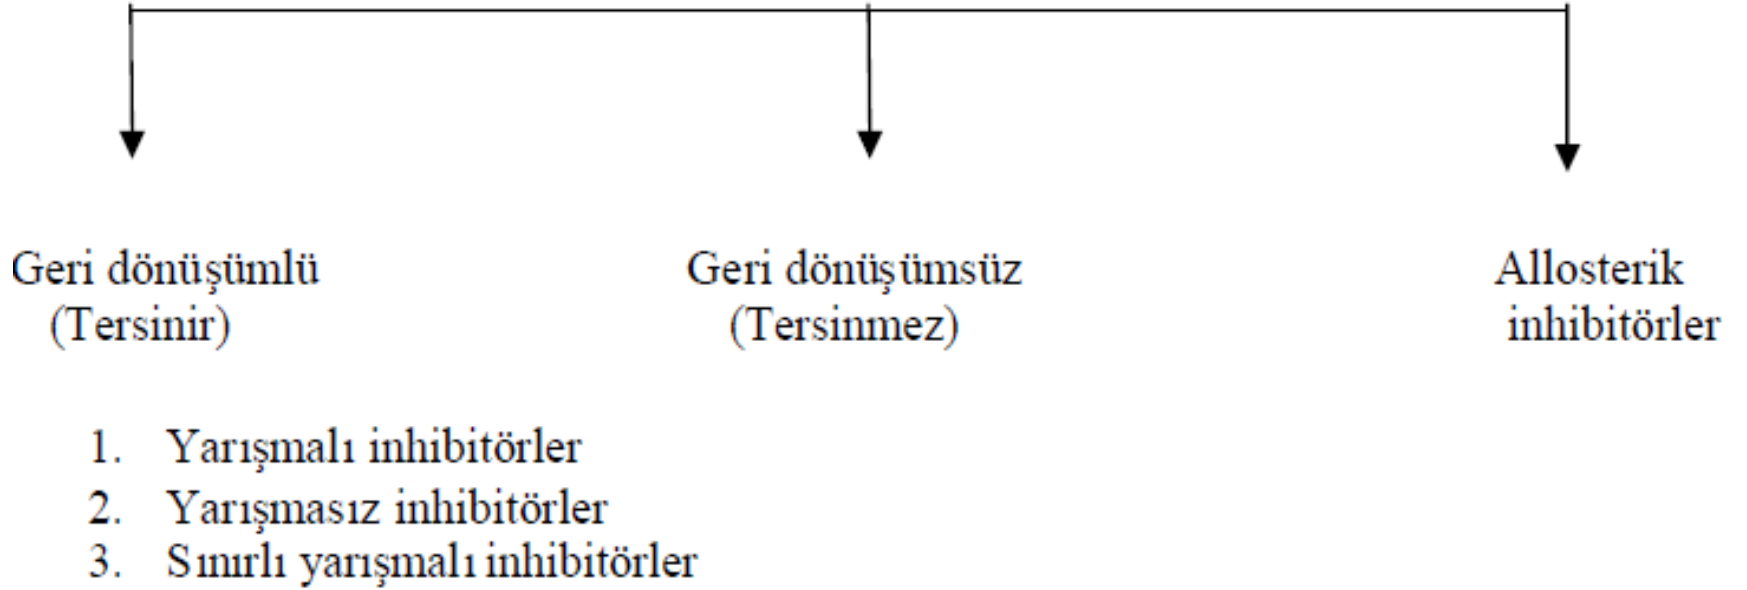 Geri dönüşümlü
(Tersinir)
Geri dönüşümsüz
(Tersinmez)
Allosterik
inhibitörler
1. Yarışmalı inhibitörler
2. Yarışmasız inhibitörler
3. Sınırlı yarışmalı inhibitörler